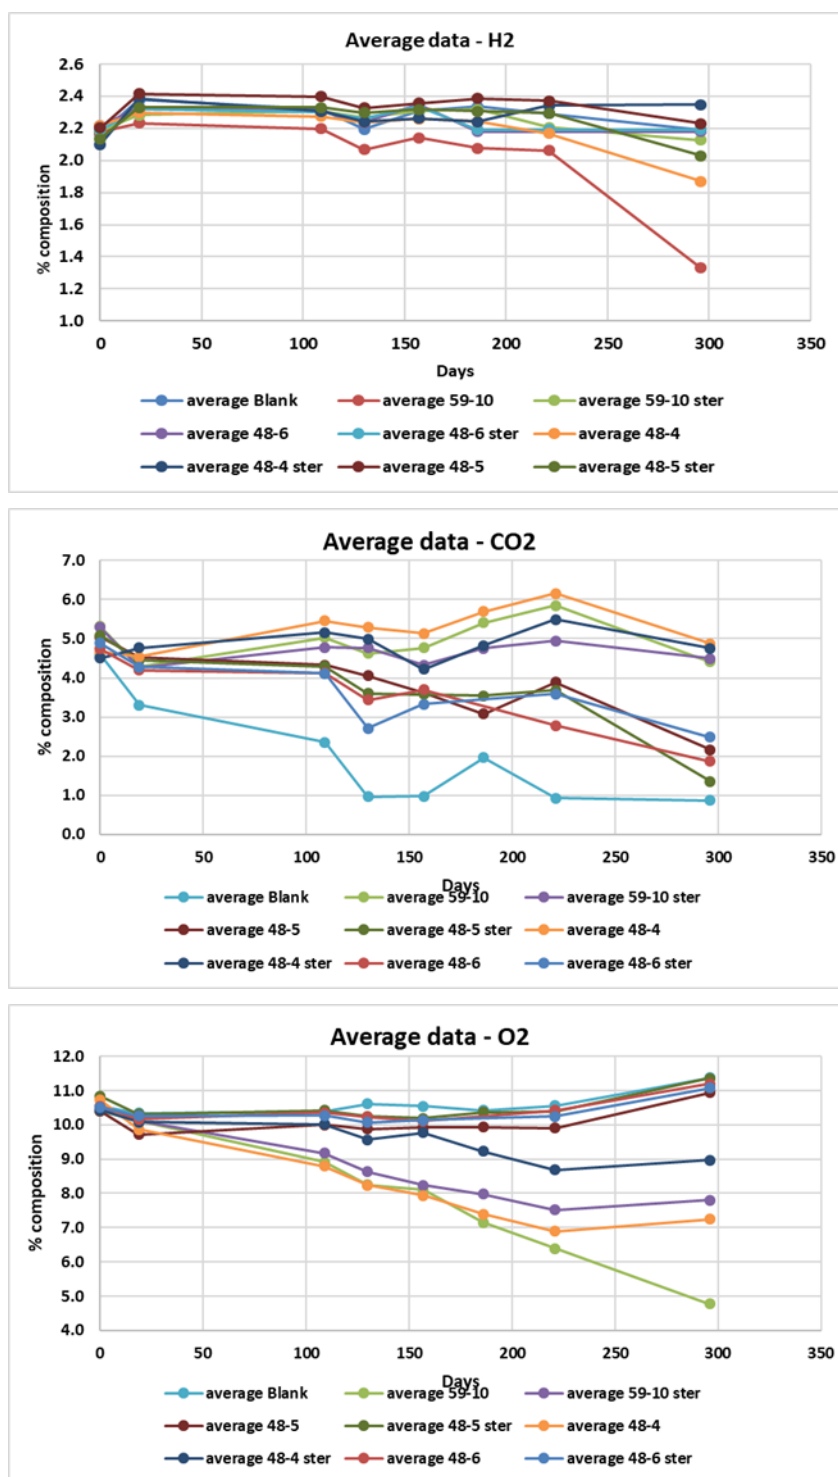 Average data - H2
2.6
2.4
2.2
2.0
1.8
1.6
1.4
1.2
1.0
% composition
0 50 100 150 200 250 300 350
Days
average Blank average 59-10 average 59-10 ster
average 48-6 average 48-6 ster average 48-4
average 48-4 ster average 48-5 average 48-5 ster
Average data - CO2
7.0
6.0
5.0
4.0
3.0
2.0
1.0
0.0
% composition
0 50 100 150 200 250 300 350
Days
average Blank average 59-10 average 59-10 ster
average 48-5 average 48-5 ster average 48-4
average 48-4 ster average 48-6 average 48-6 ster
Average data - O2
12.0
11.0
10.0
9.0
8.0
7.0
6.0
5.0
4.0
% composition
0 50 100 150 200 250 300 350
Days
average Blank average 59-10 average 59-10 ster
average 48-5 average 48-5 ster average 48-4
average 48-4 ster average 48-6 average 48-6 ster